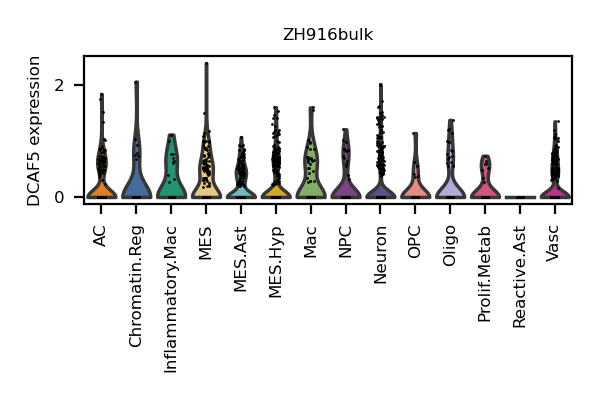 ZH916bulk
DCAF5 expression
2
0
AC
Chromatin.Reg
Inflammatory.Mac
MES
MES.Ast
MES.Hyp
Mac
NPC
Neuron
OPC
Oligo
Prolif.Metab
Reactive.Ast
Vasc